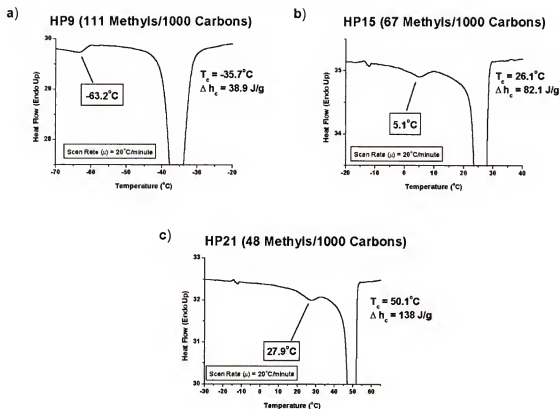 a)
HP9 (111 Methyls/1000 Carbons)
30
29
28
Heat Flow (Endo Up)
-63.2°C
T_c = -35.7°C
Δ h_c = 38.9 J/g
Scan Rate (μ) = 20°C/minute
-70 -60 -50 -40 -30 -20
Temperature (°C)
b)
HP15 (67 Methyls/1000 Carbons)
35
34
Heat Flow (Endo Up)
5.1°C
T_c = 26.1°C
Δ h_c = 82.1 J/g
Scan Rate (μ) = 20°C/minute
-20 -10 0 10 20 30 40
Temperature (°C)
c)
HP21 (48 Methyls/1000 Carbons)
33
32
31
30
Heat Flow (Endo Up)
27.9°C
T_c = 50.1°C
Δ h_c = 138 J/g
Scan Rate (μ) = 20°C/minute
-30 -20 -10 0 10 20 30 40 50 60
Temperature (°C)